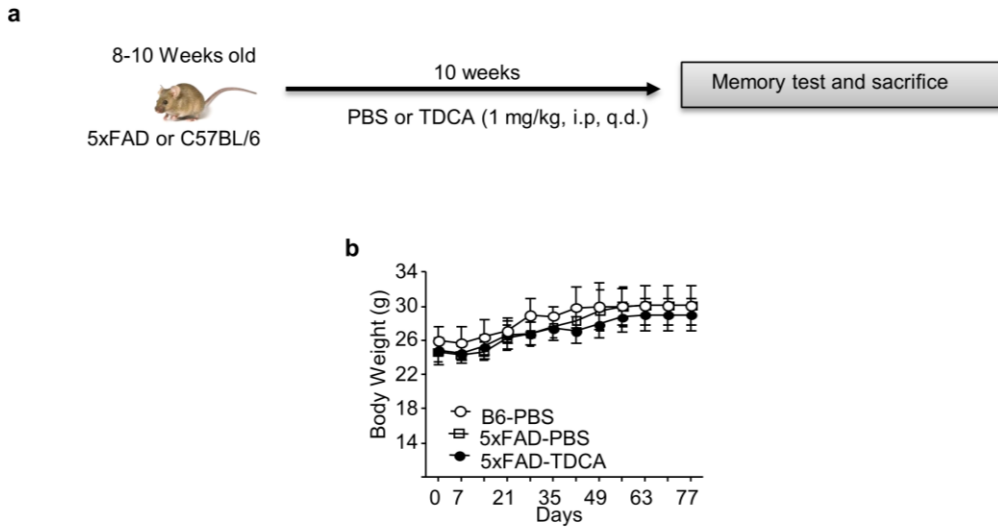 a
8-10 Weeks old
5xFAD or C57BL/6
10 weeks
PBS or TDCA (1 mg/kg, i.p, q.d.)
Memory test and sacrifice
b
Body Weight (g)
34
30
26
22
18
14
B6-PBS
5xFAD-PBS
5xFAD-TDCA
0 7 21 35 49 63 77
Days